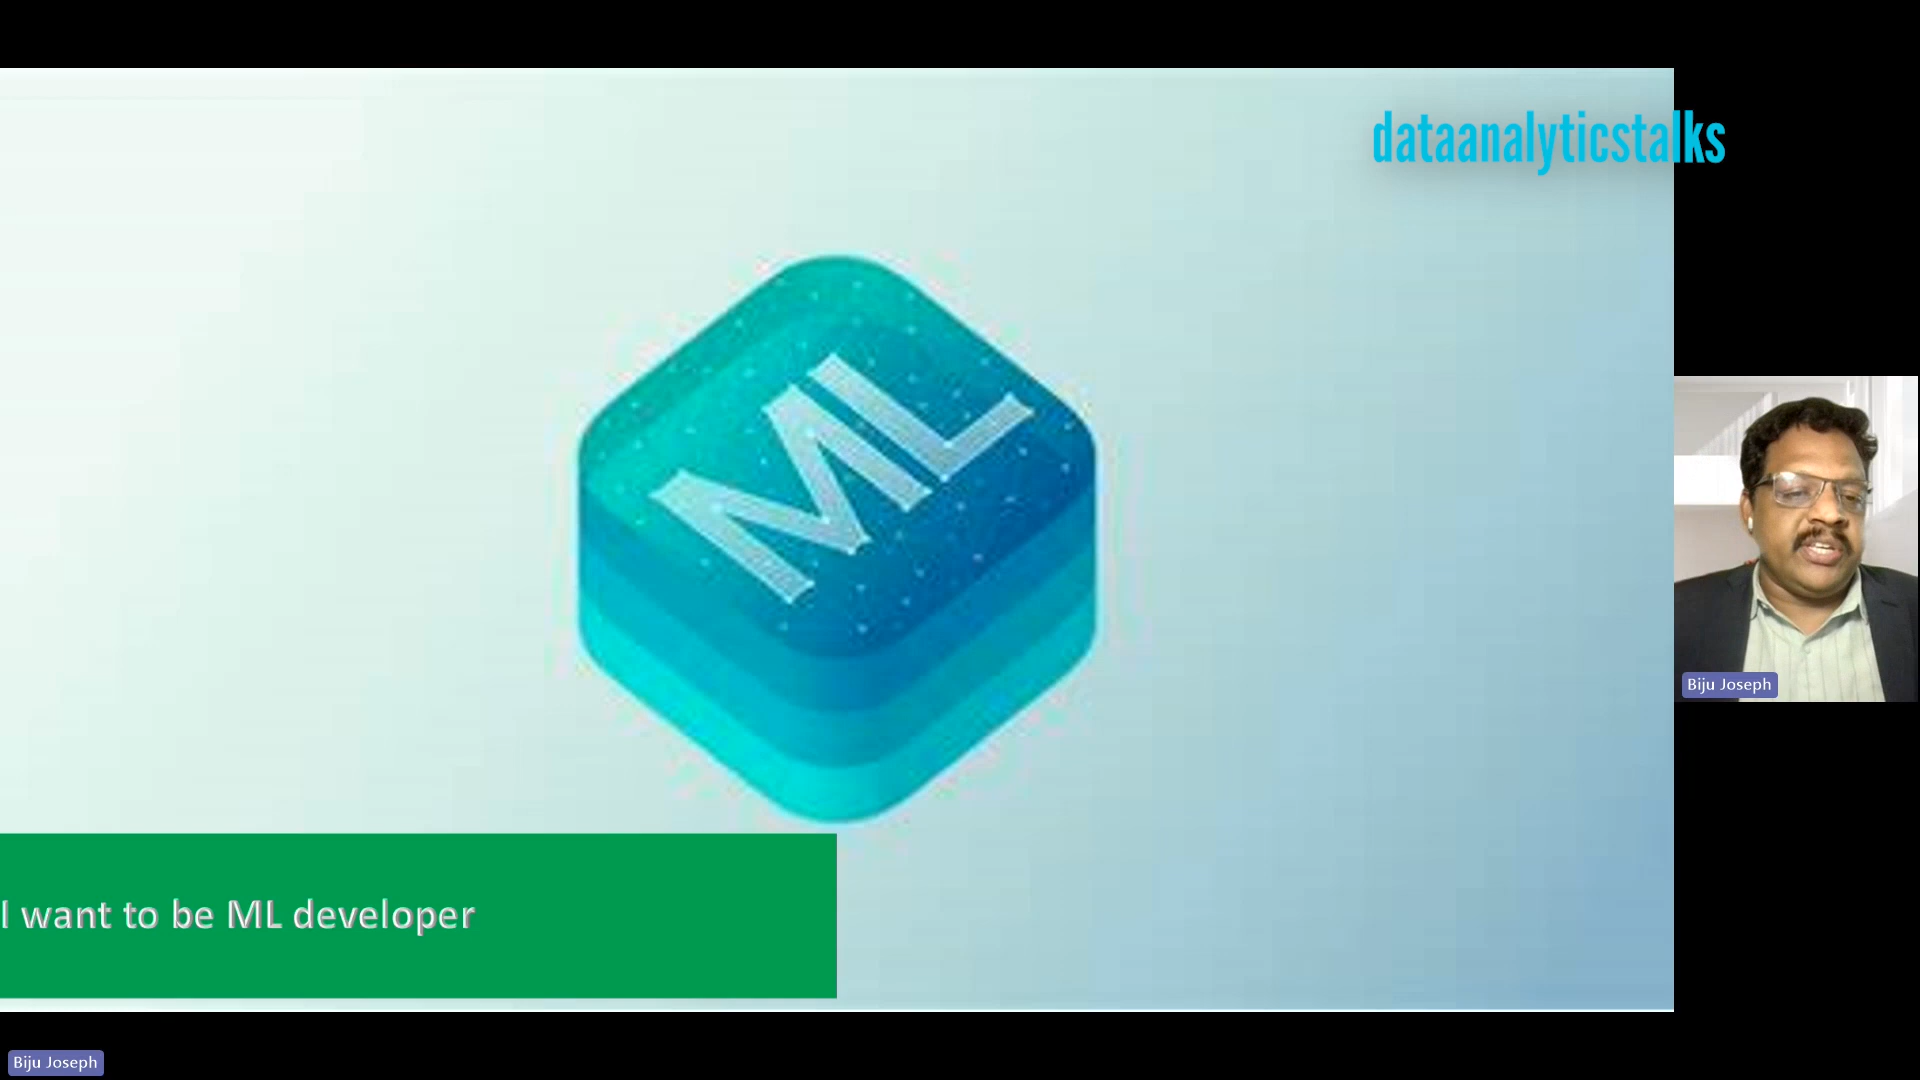 dataanalyticstalks
ML
I want to be ML developer
Biju Joseph
Biju Joseph